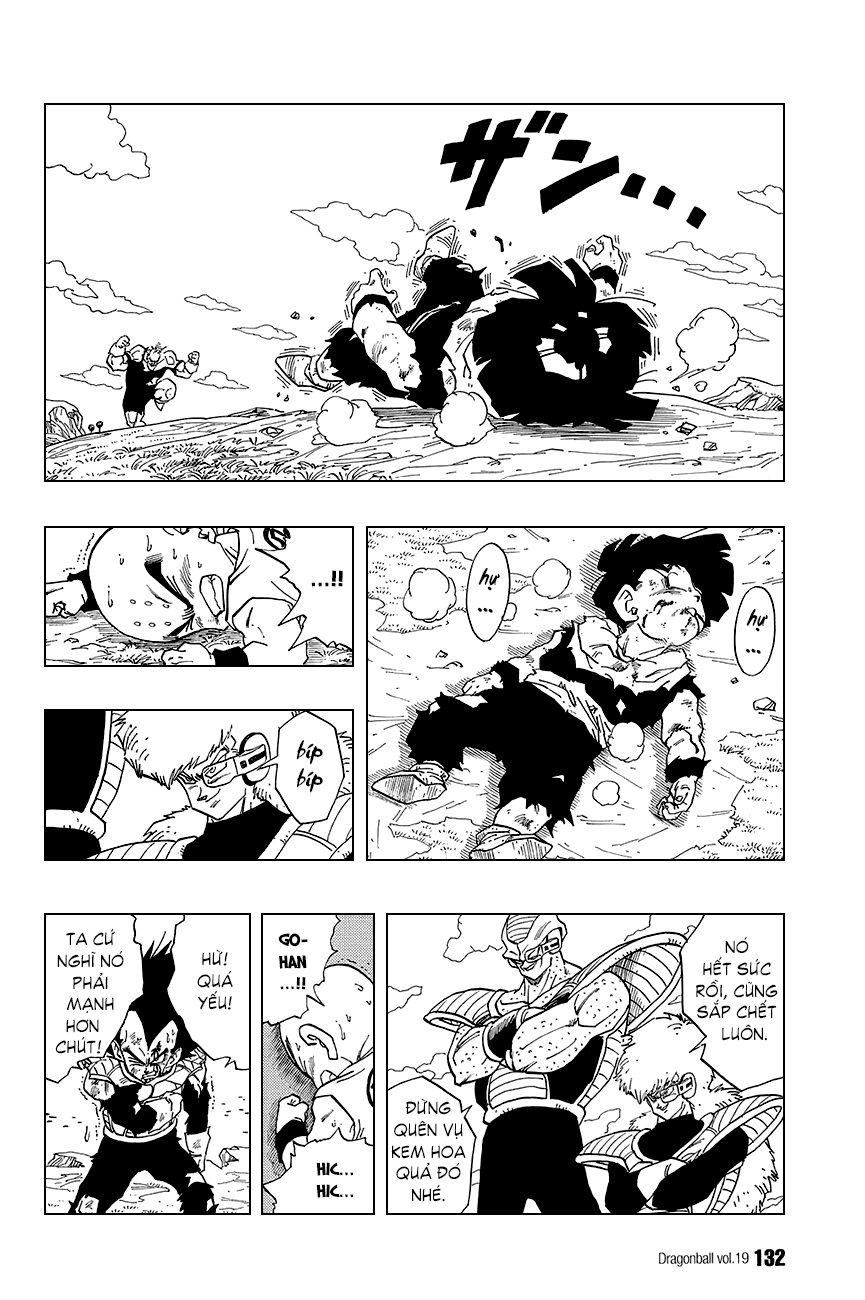 ザン...
...!!
hự
...
hự
...
bíp
bíp
TA CỨ
NGHĨ NÓ
PHẢI
MẠNH
HƠN
CHÚT!
HỪ!
QUÁ
YẾU!
GO-
HAN
...!!
HIC...
HIC...
NÓ
HẾT SỨC
RỒI, CŨNG
SẮP CHẾT
LUÔN.
ĐỪNG
QUÊN VỤ
KEM HOA
QUẢ ĐÓ
NHÉ.
Dragonball vol.19 132